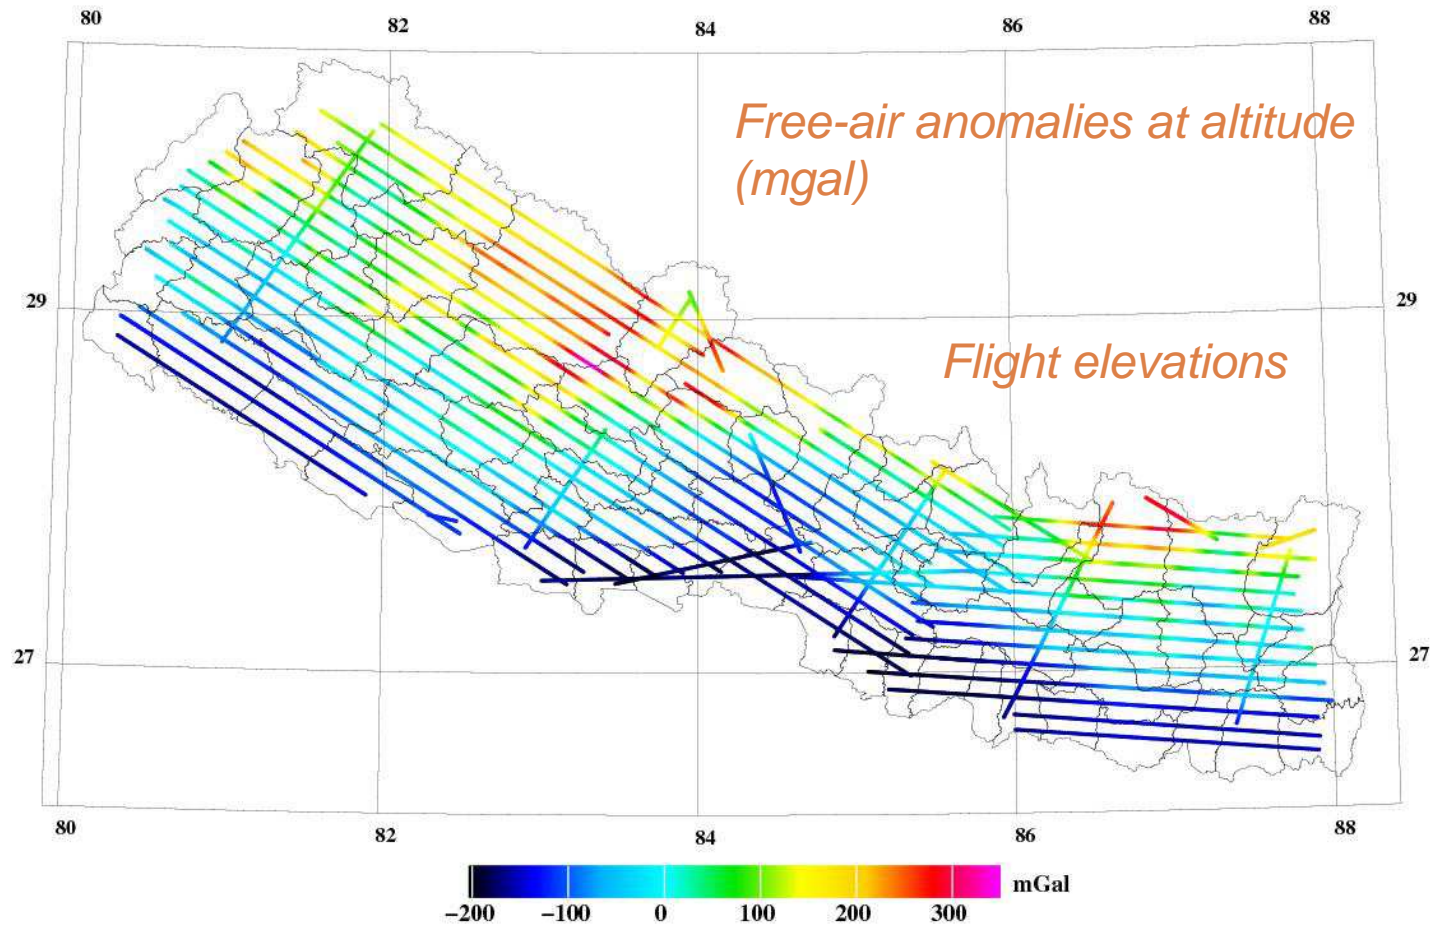 80 82 84 86 88
Free-air anomalies at altitude
(mgal)
29 29
Flight elevations
27 27
80 82 84 86 88
mGal
−200 −100 0 100 200 300